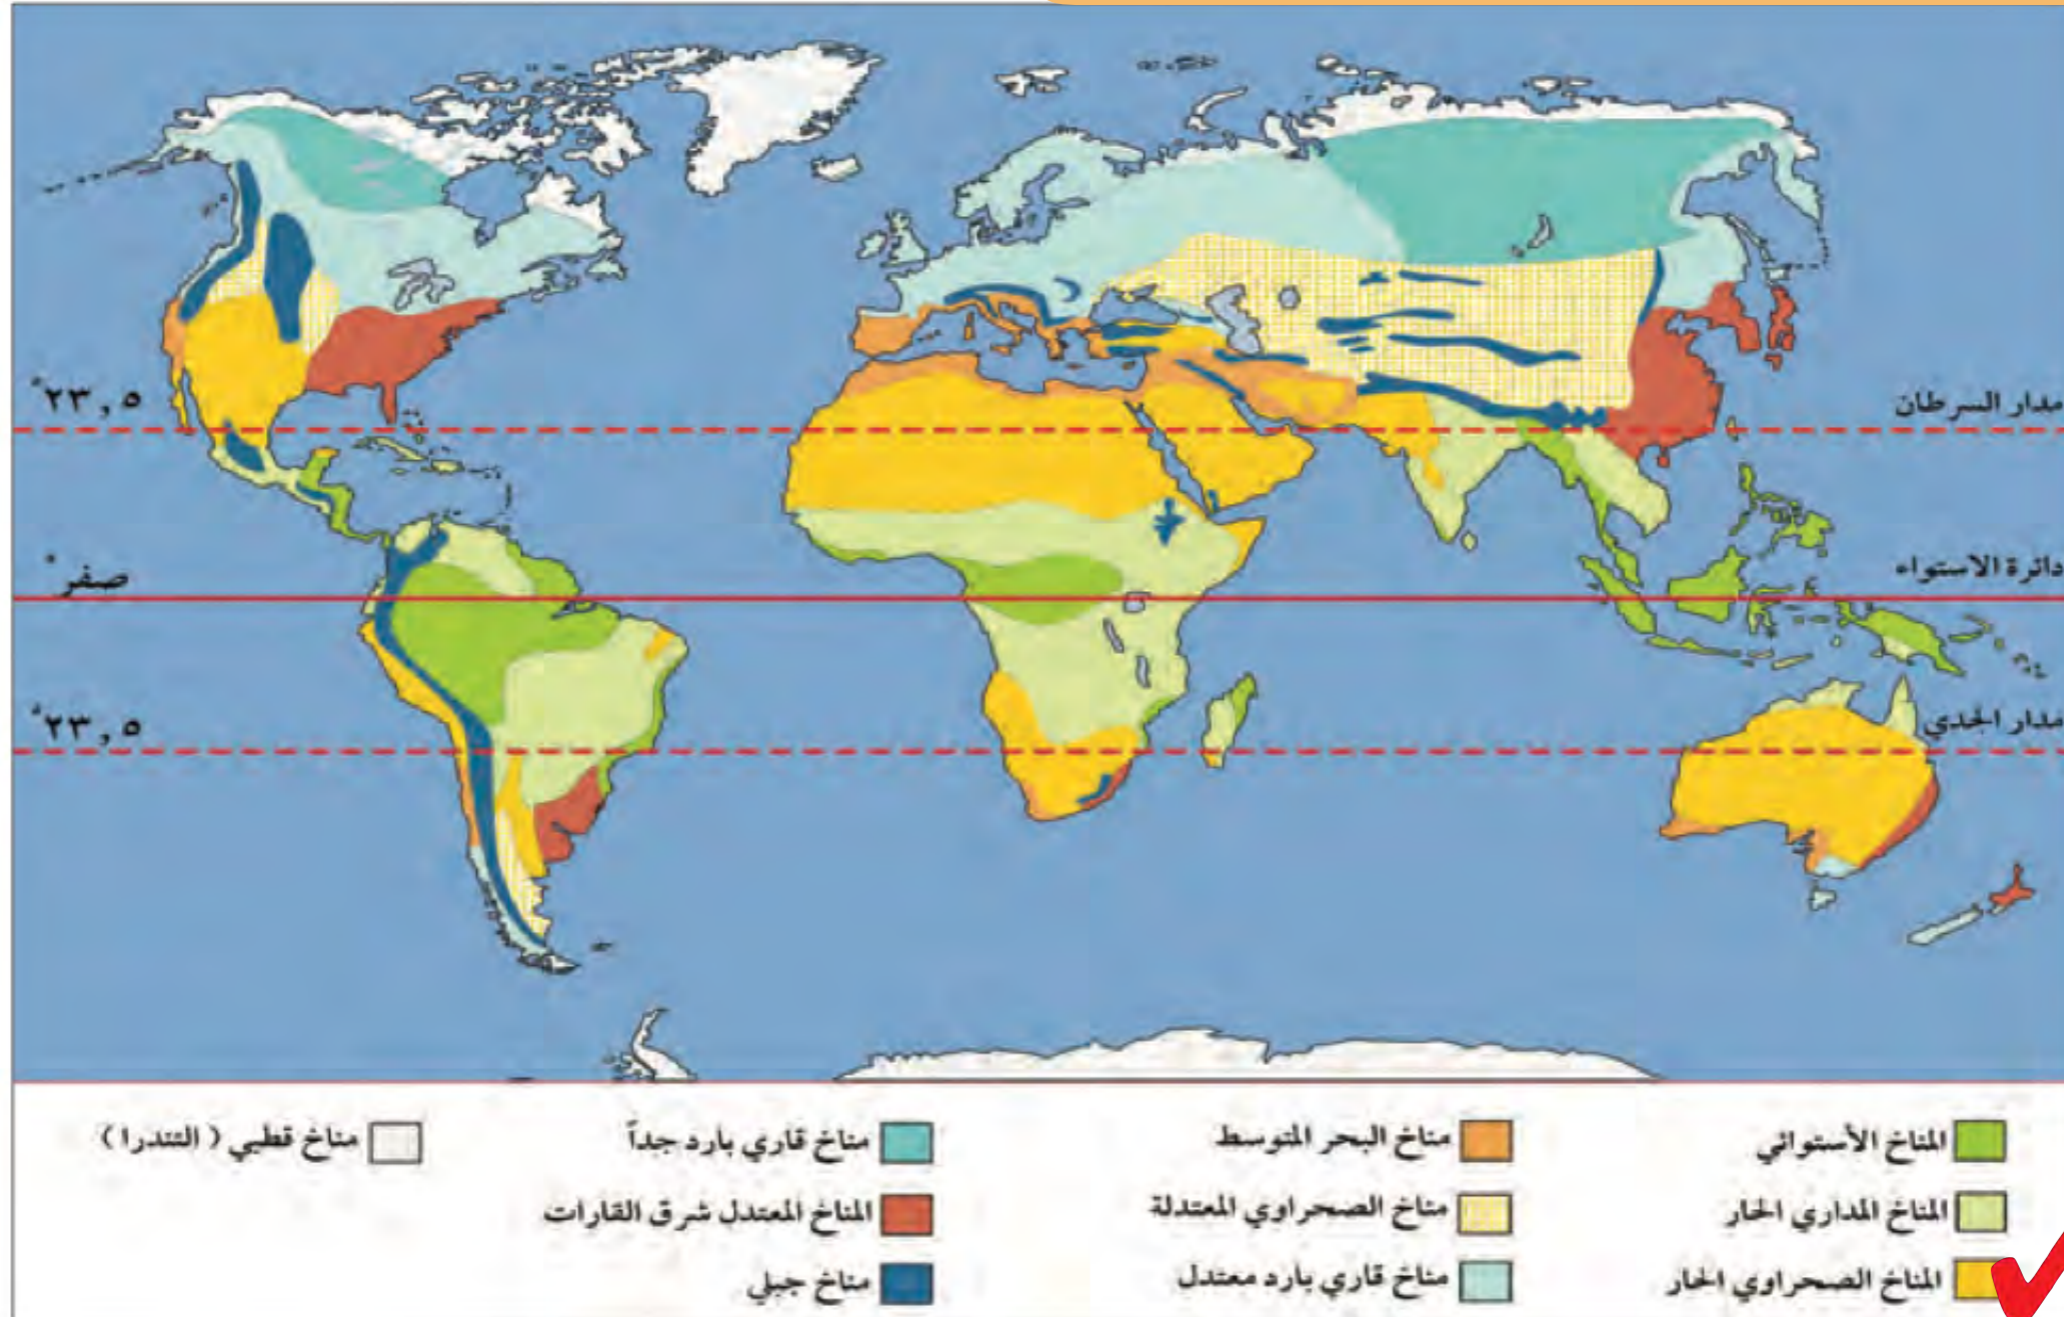 مدار السرطان
٢٣,٥°
دائرة الاستواء
صفر°
مدار الجدي
٢٣,٥°
المناخ الأستوائي
مناخ البحر المتوسط
مناخ قاري بارد جداً
مناخ قطبي ( التندرا )
المناخ المداري الحار
مناخ الصحراوي المعتدلة
المناخ المعتدل شرق القارات
المناخ الصحراوي الحار
مناخ قاري بارد معتدل
مناخ جبلي